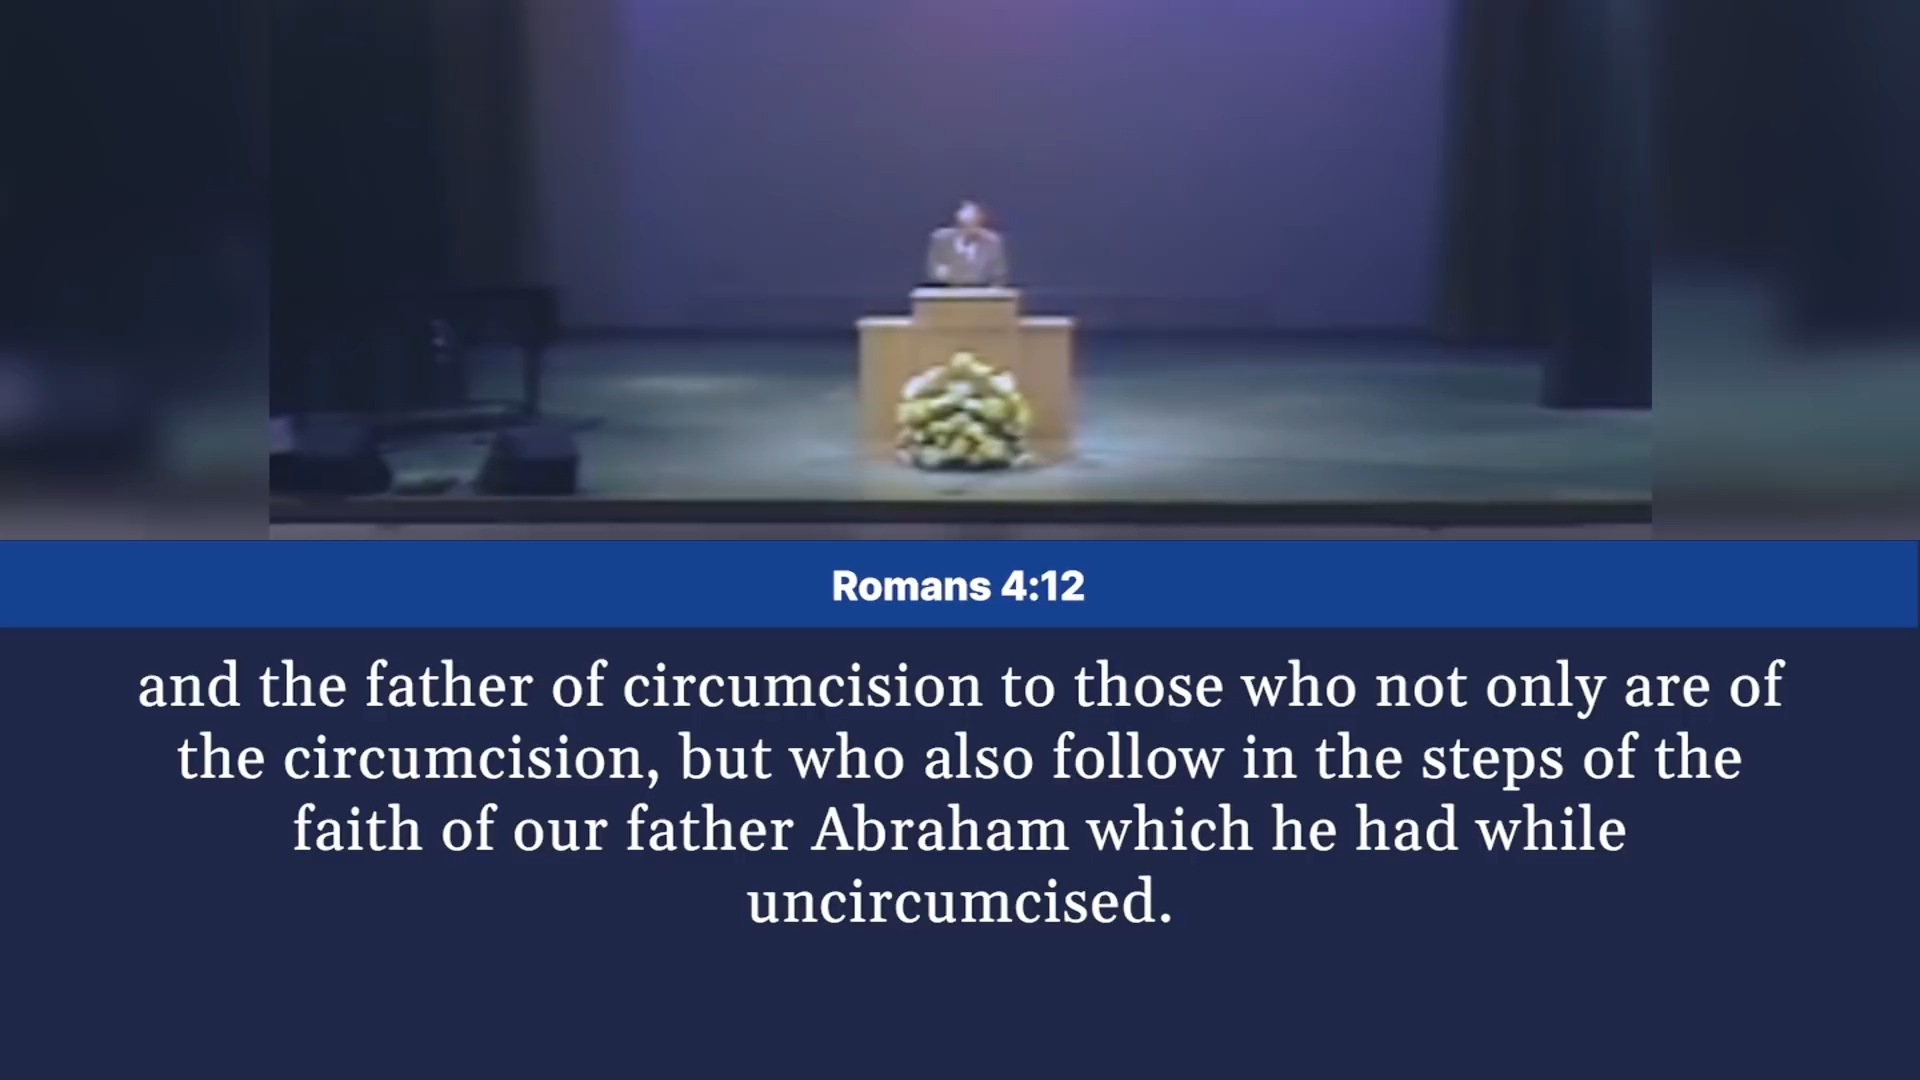 Romans 4:12
and the father of circumcision to those who not only are of
the circumcision, but who also follow in the steps of the
faith of our father Abraham which he had while
uncircumcised.